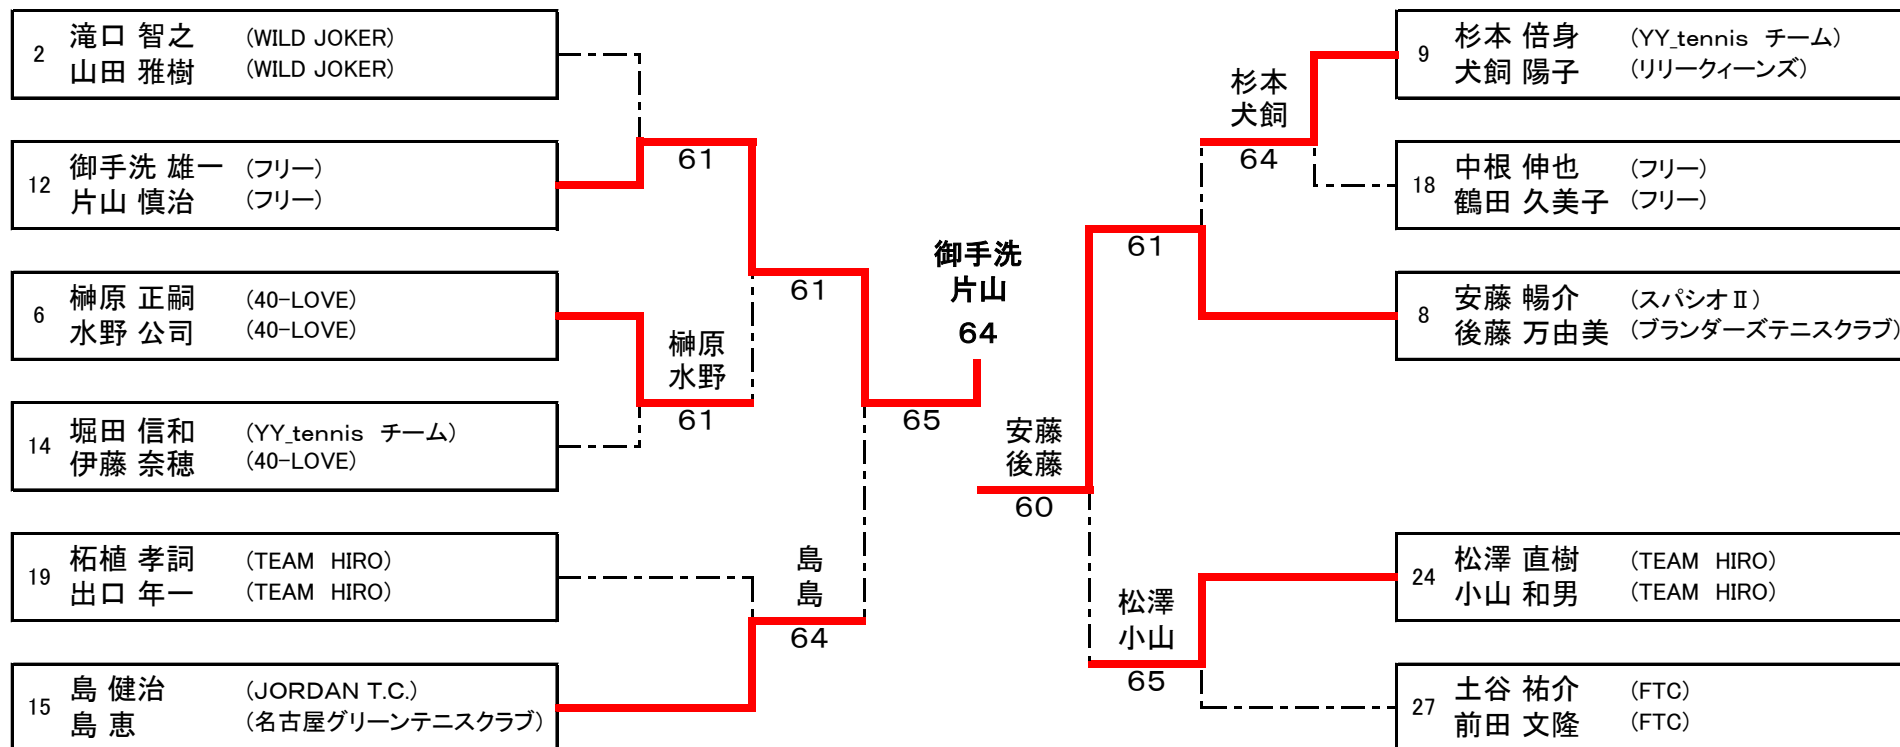 2 滝口 智之 (WILD JOKER)
山田 雅樹 (WILD JOKER)
12 御手洗 雄一 (フリー)
片山 慎治 (フリー)
61
6 榊原 正嗣 (40-LOVE)
水野 公司 (40-LOVE)
榊原
水野
61
14 堀田 信和 (YY_tennis チーム)
伊藤 奈穂 (40-LOVE)
61
19 柘植 孝詞 (TEAM HIRO)
出口 年一 (TEAM HIRO)
島
島
64
15 島 健治 (JORDAN T.C.)
島 恵 (名古屋グリーンテニスクラブ)
65
御手洗
片山
64
安藤
後藤
60
杉本
犬飼
64
9 杉本 倍身 (YY_tennis チーム)
犬飼 陽子 (リリークィーンズ)
18 中根 伸也 (フリー)
鶴田 久美子 (フリー)
61
8 安藤 暢介 (スパシオⅡ)
後藤 万由美 (ブランダーズテニスクラブ)
松澤
小山
65
24 松澤 直樹 (TEAM HIRO)
小山 和男 (TEAM HIRO)
27 土谷 祐介 (FTC)
前田 文隆 (FTC)